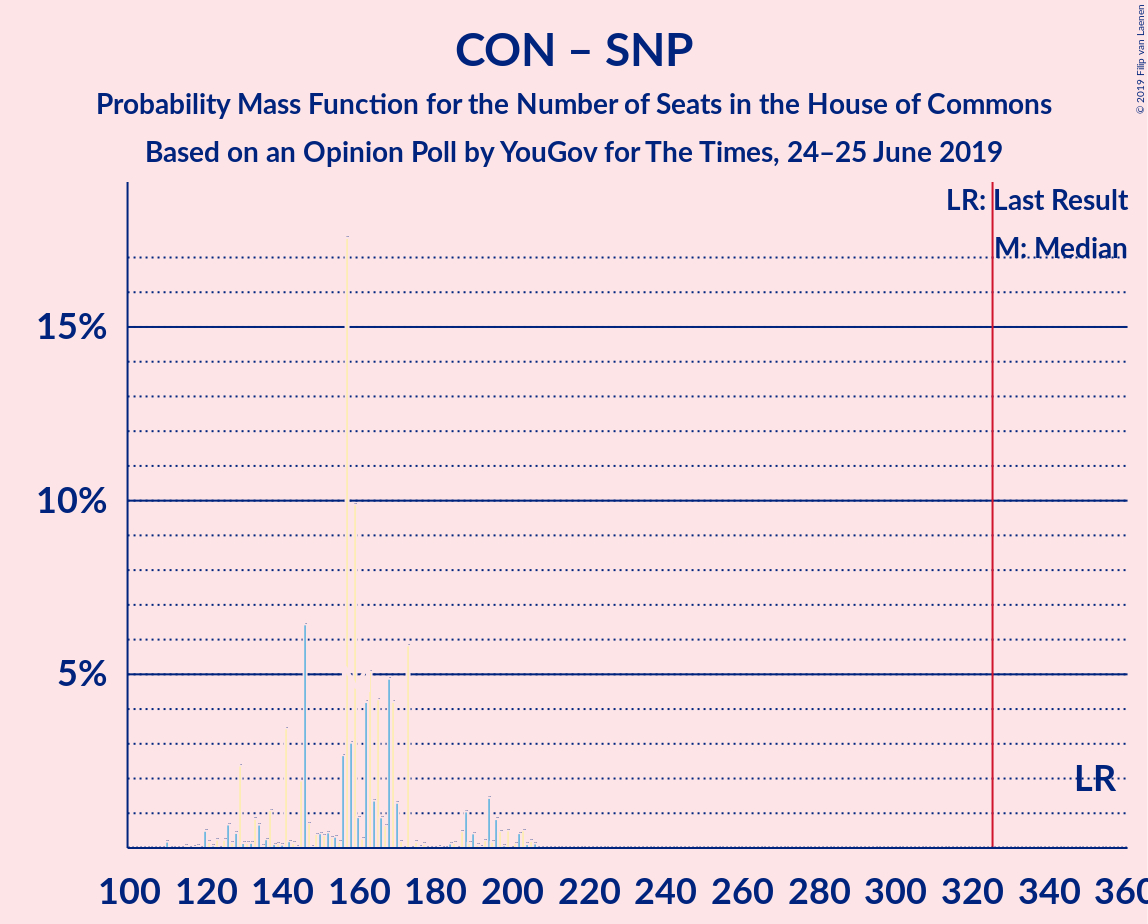 CON – SNP
Probability Mass Function for the Number of Seats in the House of Commons
Based on an Opinion Poll by YouGov for The Times, 24–25 June 2019
© 2019 Filip van Laenen
LR: Last Result
M: Median
15%
10%
5%
LR
100 120 140 160 180 200 220 240 260 280 300 320 340 360